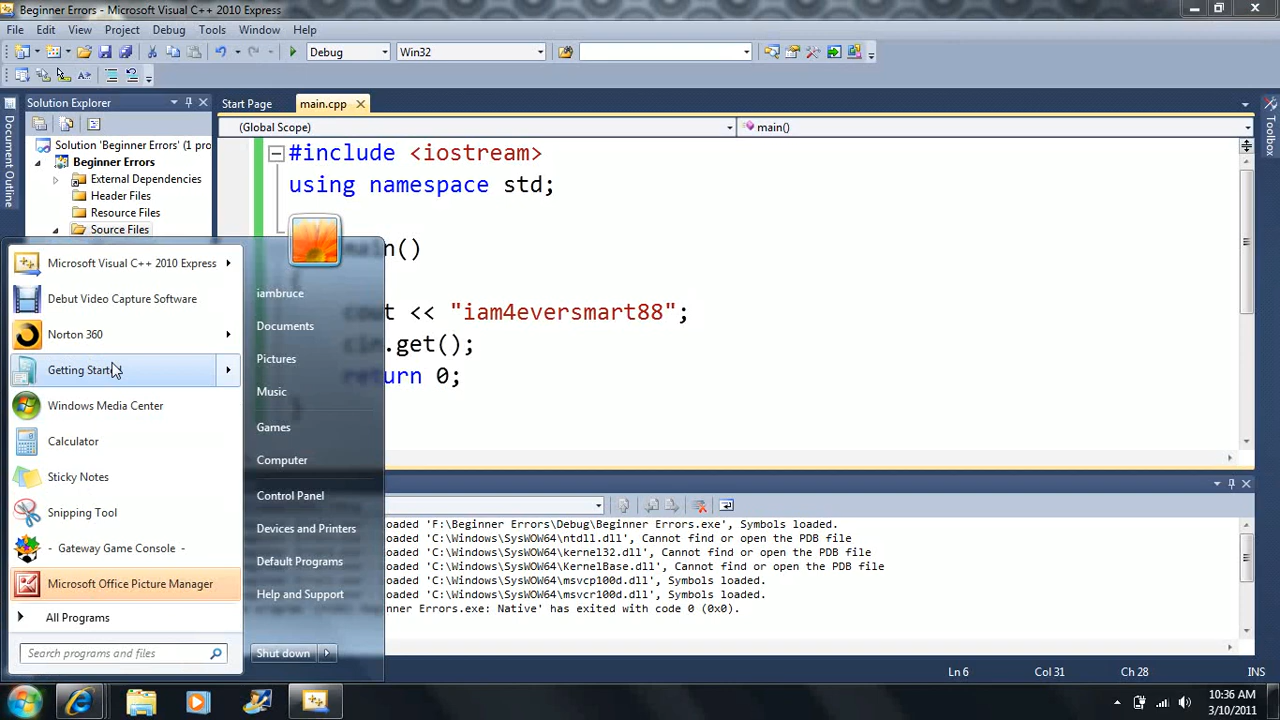 Beginner Errors - Microsoft Visual C++ 2010 Express
File Edit View Project Debug Tools Window Help
Debug Win32
Solution Explorer
Start Page main.cpp
(Global Scope) main()
Document Outline
Toolbox
Solution 'Beginner Errors' (1 pro
Beginner Errors
External Dependencies
Header Files
Resource Files
Source Files
#include <iostream>
using namespace std;
main()
cout << "iam4eversmart88";
cin.get();
return 0;
Microsoft Visual C++ 2010 Express
Debut Video Capture Software
Norton 360
Getting Started
Windows Media Center
Calculator
Sticky Notes
Snipping Tool
- Gateway Game Console -
Microsoft Office Picture Manager
All Programs
Search programs and files
iambruce
Documents
Pictures
Music
Games
Computer
Control Panel
Devices and Printers
Default Programs
Help and Support
Shut down
oaded 'F:\Beginner Errors\Debug\Beginner Errors.exe', Symbols loaded.
oaded 'C:\Windows\SysWOW64\ntdll.dll', Cannot find or open the PDB file
oaded 'C:\Windows\SysWOW64\kernel32.dll', Cannot find or open the PDB file
oaded 'C:\Windows\SysWOW64\KernelBase.dll', Cannot find or open the PDB file
oaded 'C:\Windows\SysWOW64\msvcp100d.dll', Symbols loaded.
oaded 'C:\Windows\SysWOW64\msvcr100d.dll', Symbols loaded.
nner Errors.exe: Native' has exited with code 0 (0x0).
Ln 6 Col 31 Ch 28 INS
10:36 AM
3/10/2011